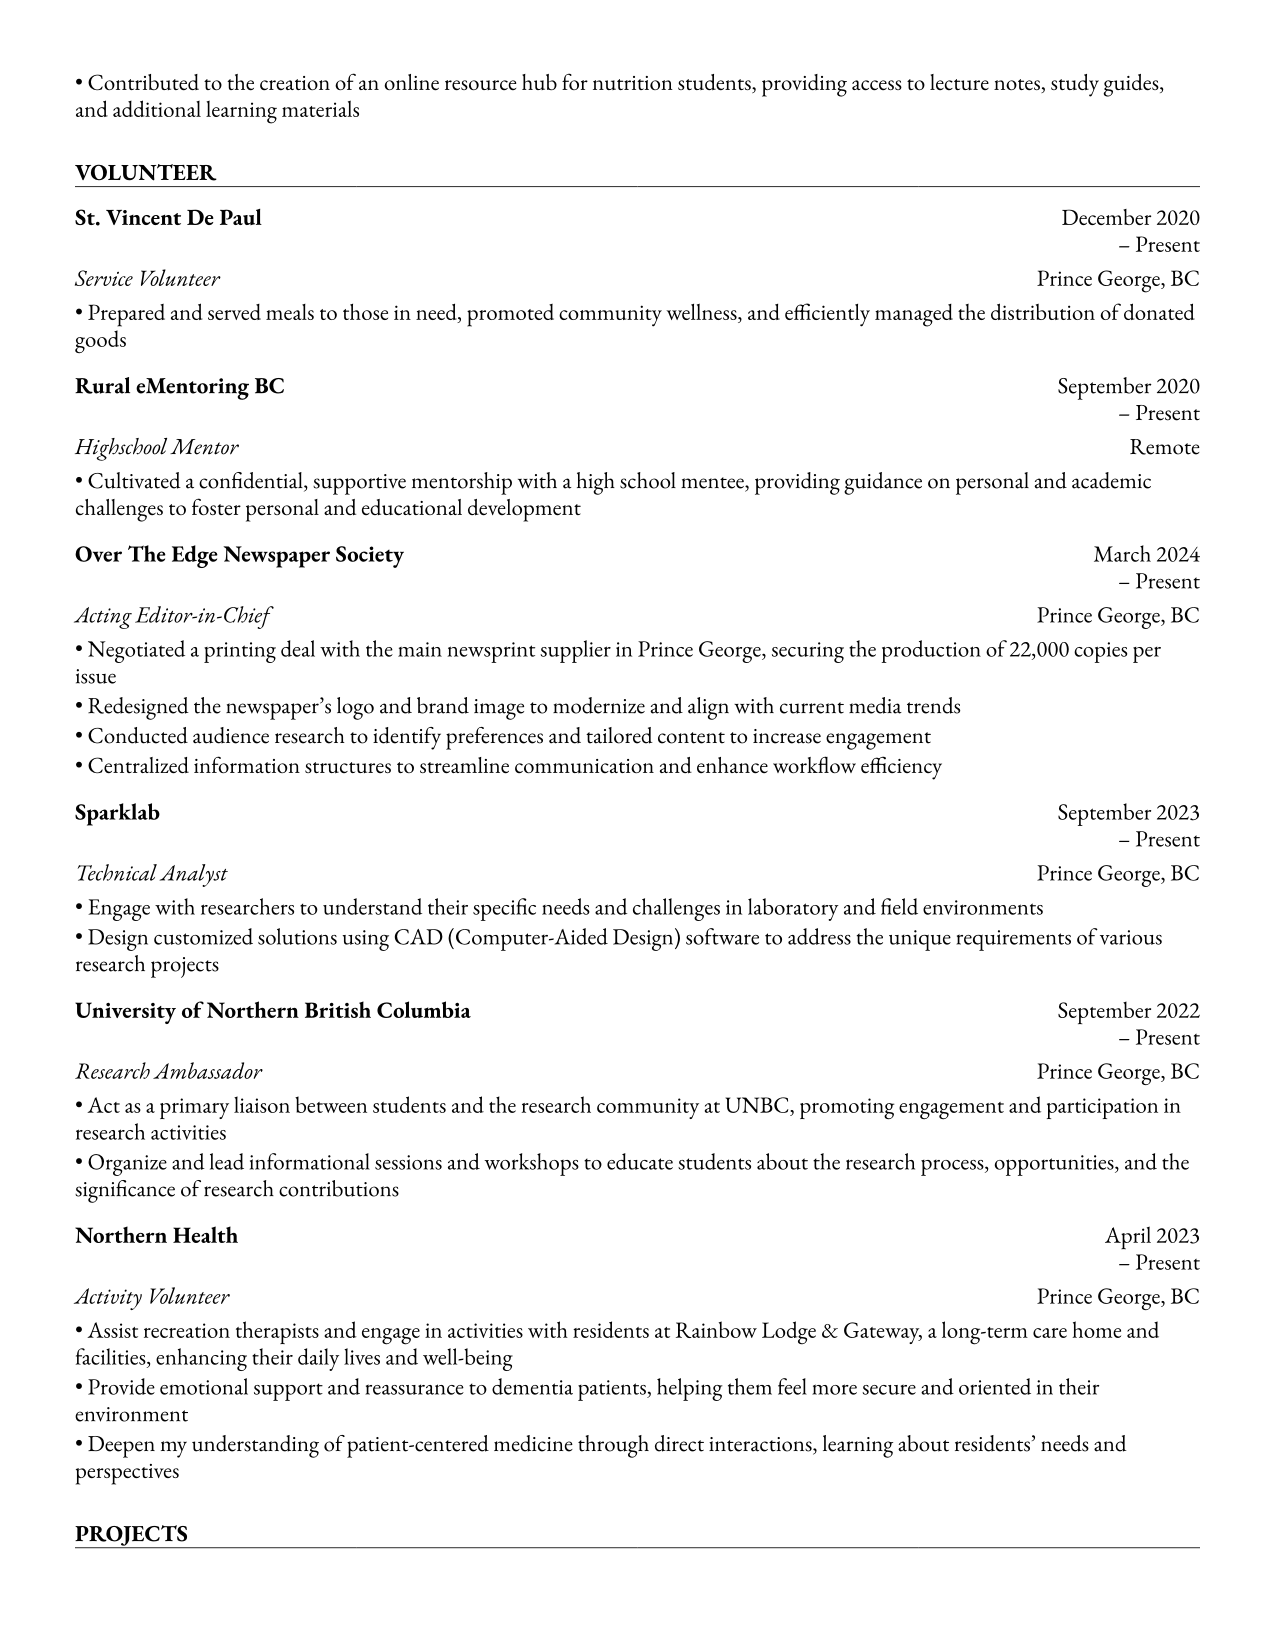 • Contributed to the creation of an online resource hub for nutrition students, providing access to lecture notes, study guides,
and additional learning materials
VOLUNTEER
St. Vincent De Paul
December 2020
– Present
Service Volunteer
Prince George, BC
• Prepared and served meals to those in need, promoted community wellness, and efficiently managed the distribution of donated
goods
Rural eMentoring BC
September 2020
– Present
Highschool Mentor
Remote
• Cultivated a confidential, supportive mentorship with a high school mentee, providing guidance on personal and academic
challenges to foster personal and educational development
Over The Edge Newspaper Society
March 2024
– Present
Acting Editor-in-Chief
Prince George, BC
• Negotiated a printing deal with the main newsprint supplier in Prince George, securing the production of 22,000 copies per
issue
• Redesigned the newspaper’s logo and brand image to modernize and align with current media trends
• Conducted audience research to identify preferences and tailored content to increase engagement
• Centralized information structures to streamline communication and enhance workflow efficiency
Sparklab
September 2023
– Present
Technical Analyst
Prince George, BC
• Engage with researchers to understand their specific needs and challenges in laboratory and field environments
• Design customized solutions using CAD (Computer-Aided Design) software to address the unique requirements of various
research projects
University of Northern British Columbia
September 2022
– Present
Research Ambassador
Prince George, BC
• Act as a primary liaison between students and the research community at UNBC, promoting engagement and participation in
research activities
• Organize and lead informational sessions and workshops to educate students about the research process, opportunities, and the
significance of research contributions
Northern Health
April 2023
– Present
Activity Volunteer
Prince George, BC
• Assist recreation therapists and engage in activities with residents at Rainbow Lodge & Gateway, a long-term care home and
facilities, enhancing their daily lives and well-being
• Provide emotional support and reassurance to dementia patients, helping them feel more secure and oriented in their
environment
• Deepen my understanding of patient-centered medicine through direct interactions, learning about residents’ needs and
perspectives
PROJECTS